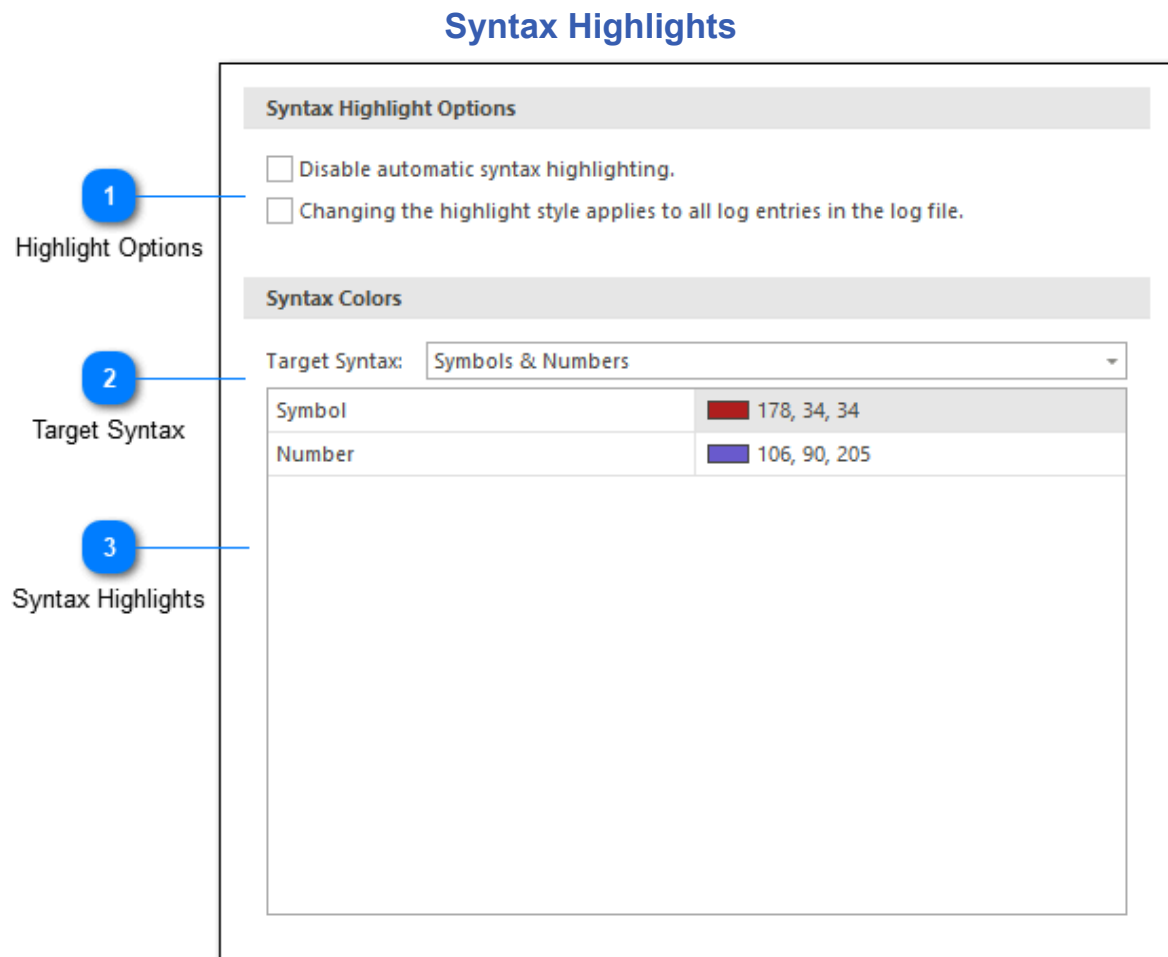 Syntax Highlights
Syntax Highlight Options
Disable automatic syntax highlighting.
1
Changing the highlight style applies to all log entries in the log file.
Highlight Options
Syntax Colors
Target Syntax: Symbols & Numbers
2
Target Syntax
Symbol 178, 34, 34
Number 106, 90, 205
3
Syntax Highlights